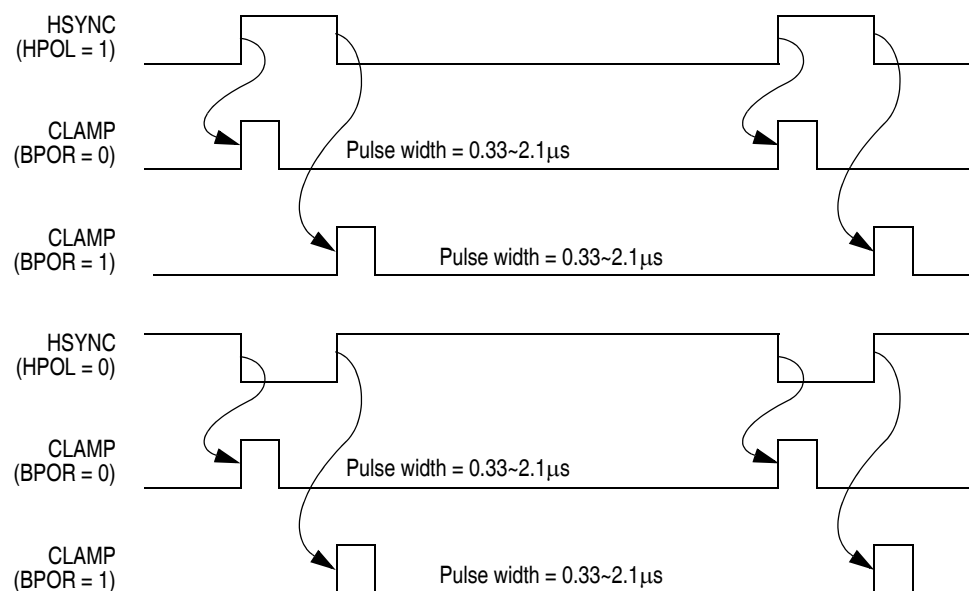 HSYNC
(HPOL = 1)
CLAMP
(BPOR = 0)
Pulse width = 0.33~2.1μs
CLAMP
(BPOR = 1)
Pulse width = 0.33~2.1μs
HSYNC
(HPOL = 0)
CLAMP
(BPOR = 0)
Pulse width = 0.33~2.1μs
CLAMP
(BPOR = 1)
Pulse width = 0.33~2.1μs